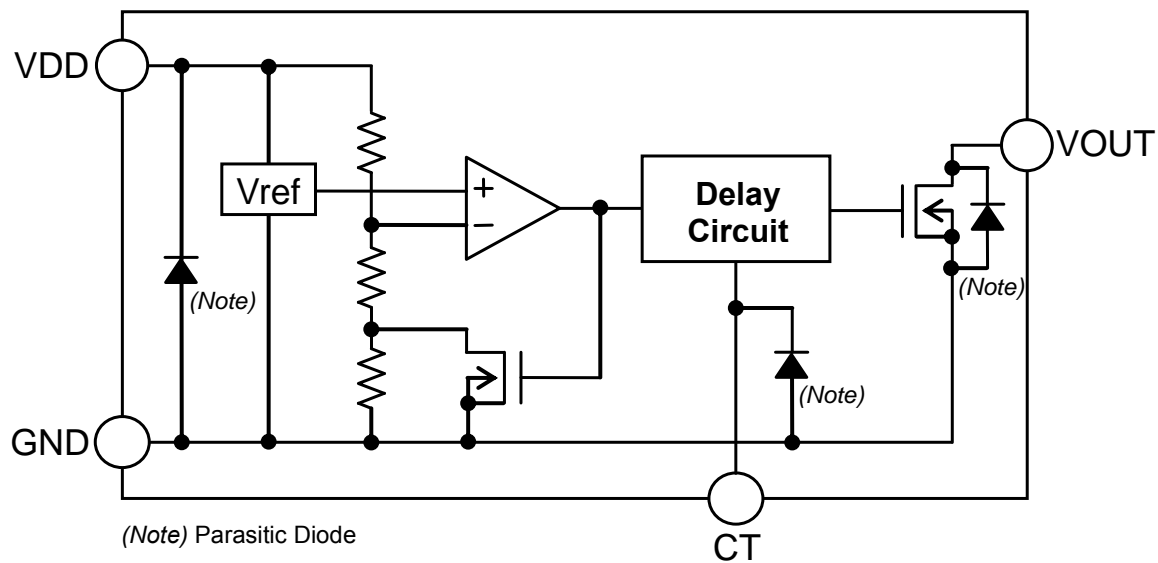 VDD
VOUT
Vref
+
−
Delay
Circuit
(Note)
(Note)
(Note)
GND
CT
(Note) Parasitic Diode